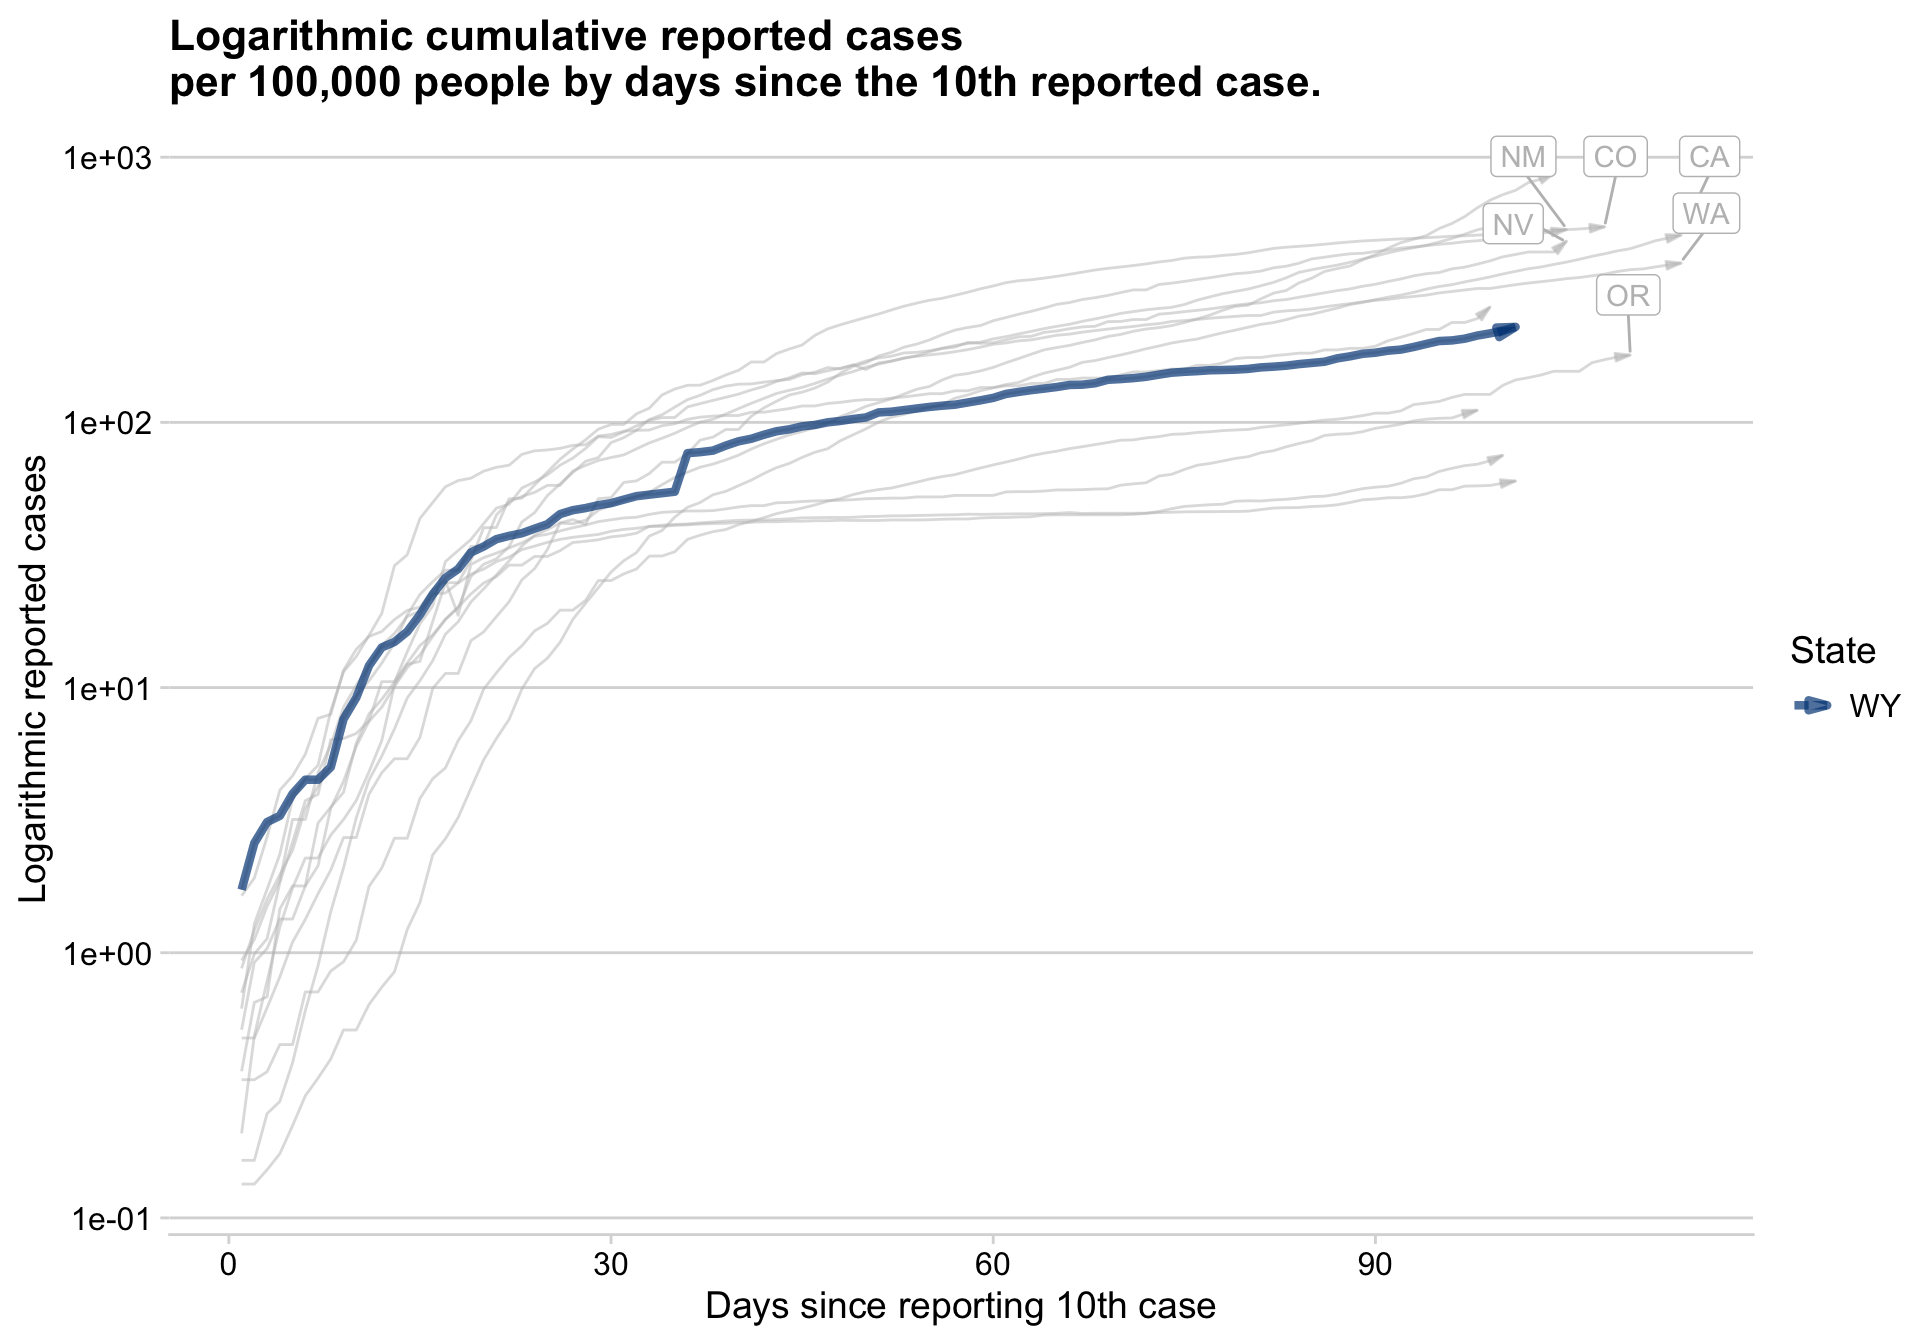 Logarithmic cumulative reported cases
per 100,000 people by days since the 10th reported case.
1e+03
1e+02
1e+01
1e+00
1e-01
Logarithmic reported cases
NM
CO
CA
NV
WA
OR
State
WY
0
30
60
90
Days since reporting 10th case